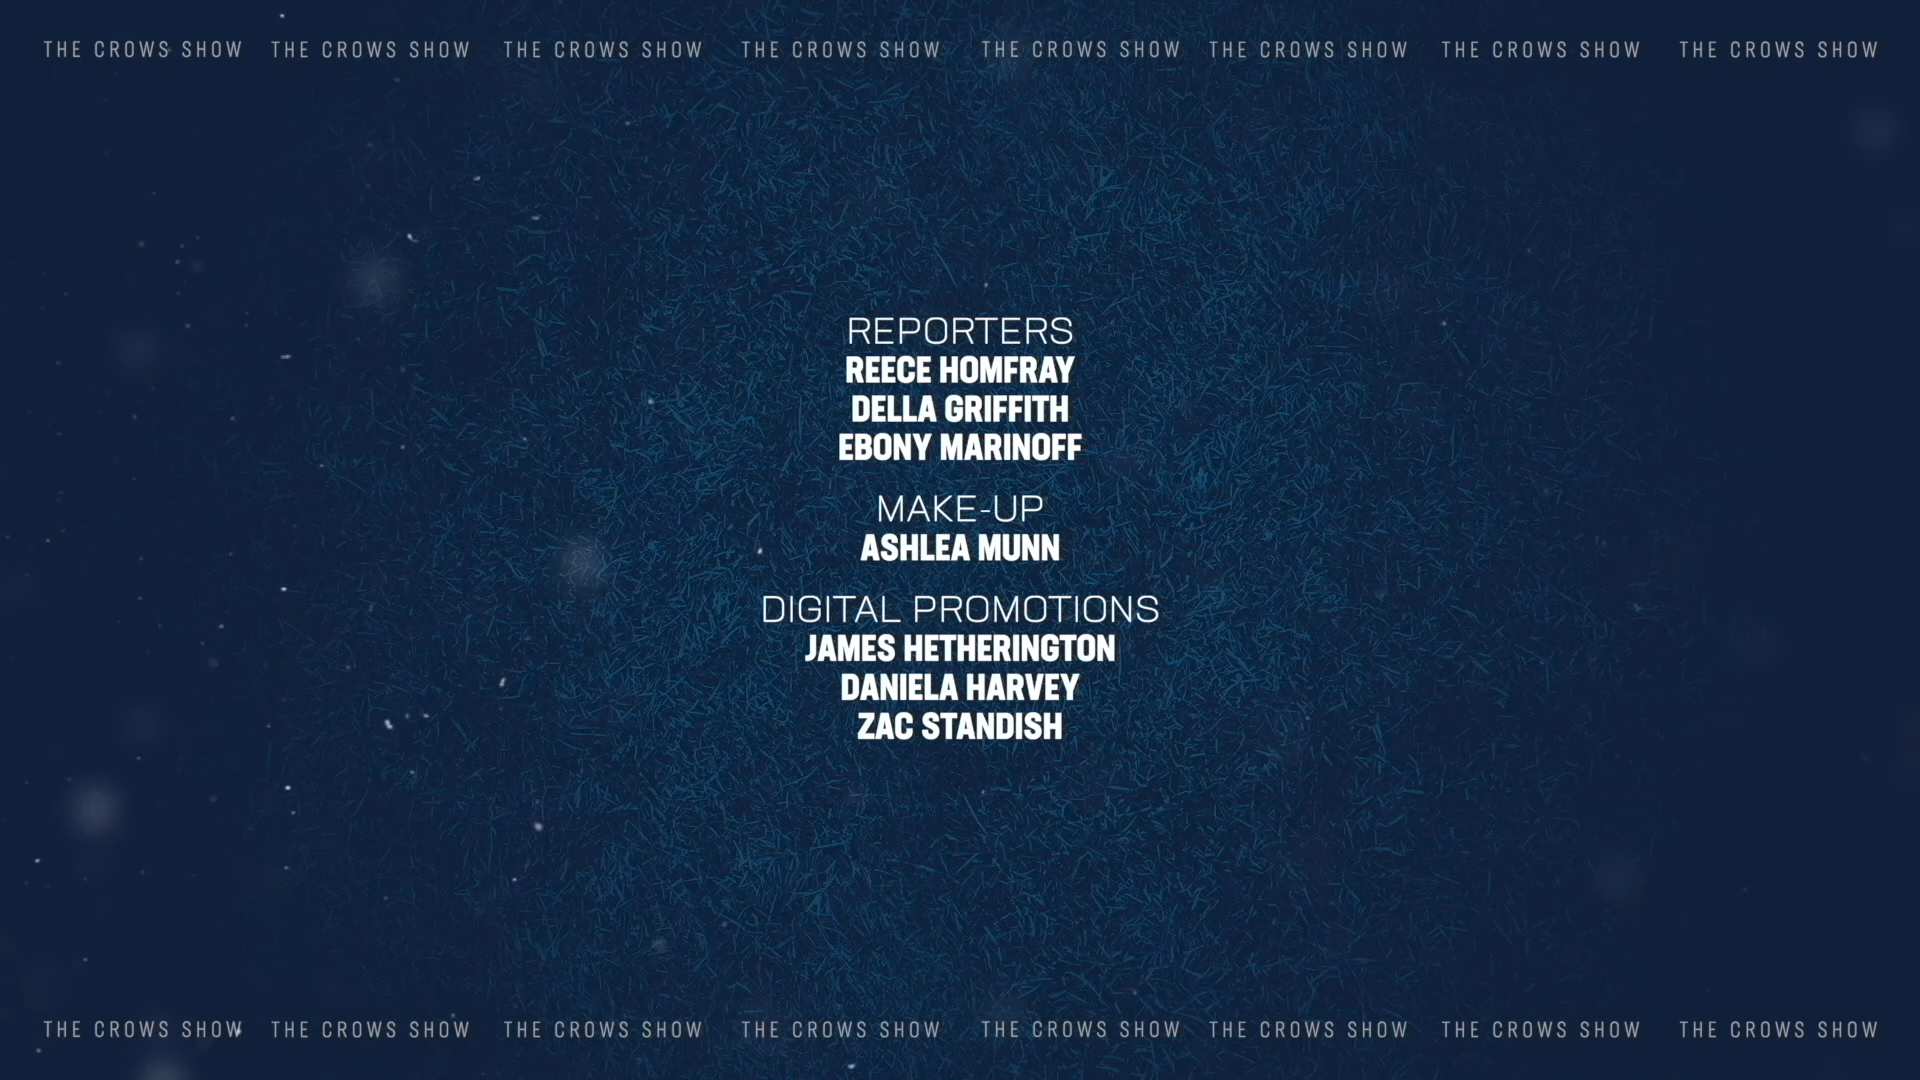 THE CROWS SHOW THE CROWS SHOW THE CROWS SHOW THE CROWS SHOW THE CROWS SHOW THE CROWS SHOW THE CROWS SHOW THE CROWS SHOW
REPORTERS
REECE HOMFRAY
DELLA GRIFFITH
EBONY MARINOFF
MAKE-UP
ASHLEA MUNN
DIGITAL PROMOTIONS
JAMES HETHERINGTON
DANIELA HARVEY
ZAC STANDISH
THE CROWS SHOW THE CROWS SHOW THE CROWS SHOW THE CROWS SHOW THE CROWS SHOW THE CROWS SHOW THE CROWS SHOW THE CROWS SHOW